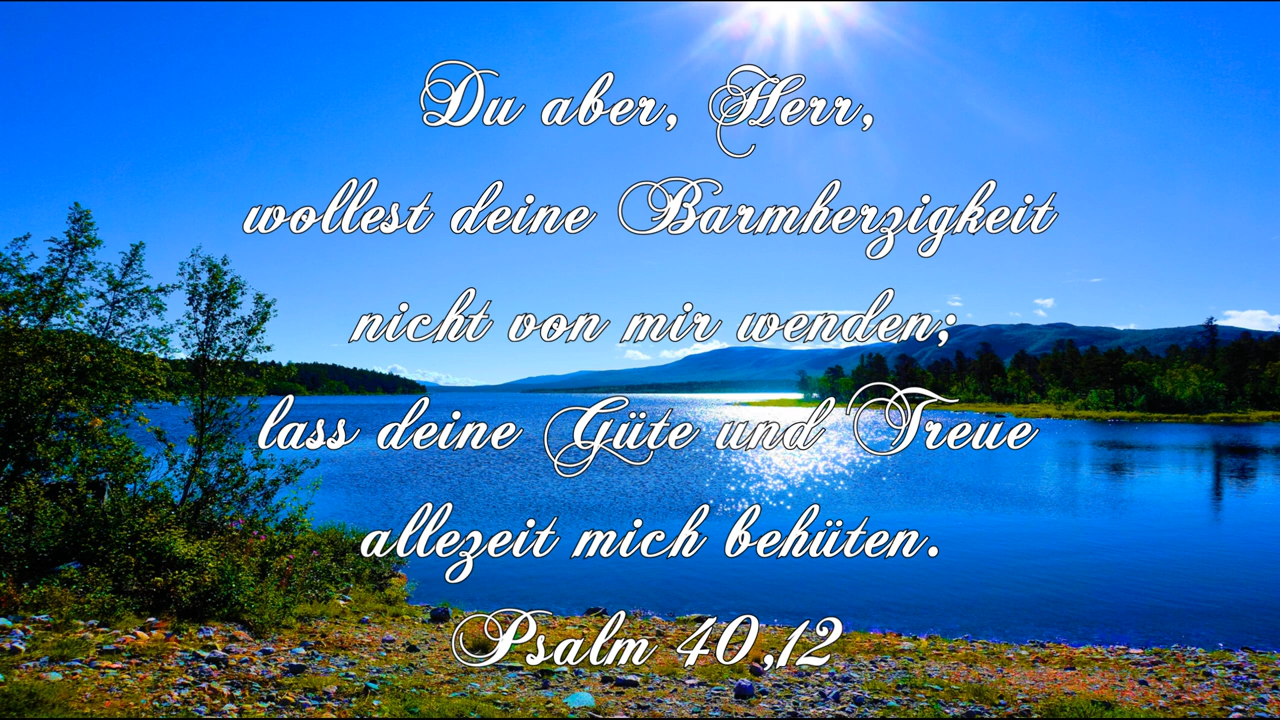 Du aber, Herr,
wollest deine Barmherzigkeit
nicht von mir wenden;
lass deine Güte und Treue
allezeit mich behüten.
Psalm 40,12